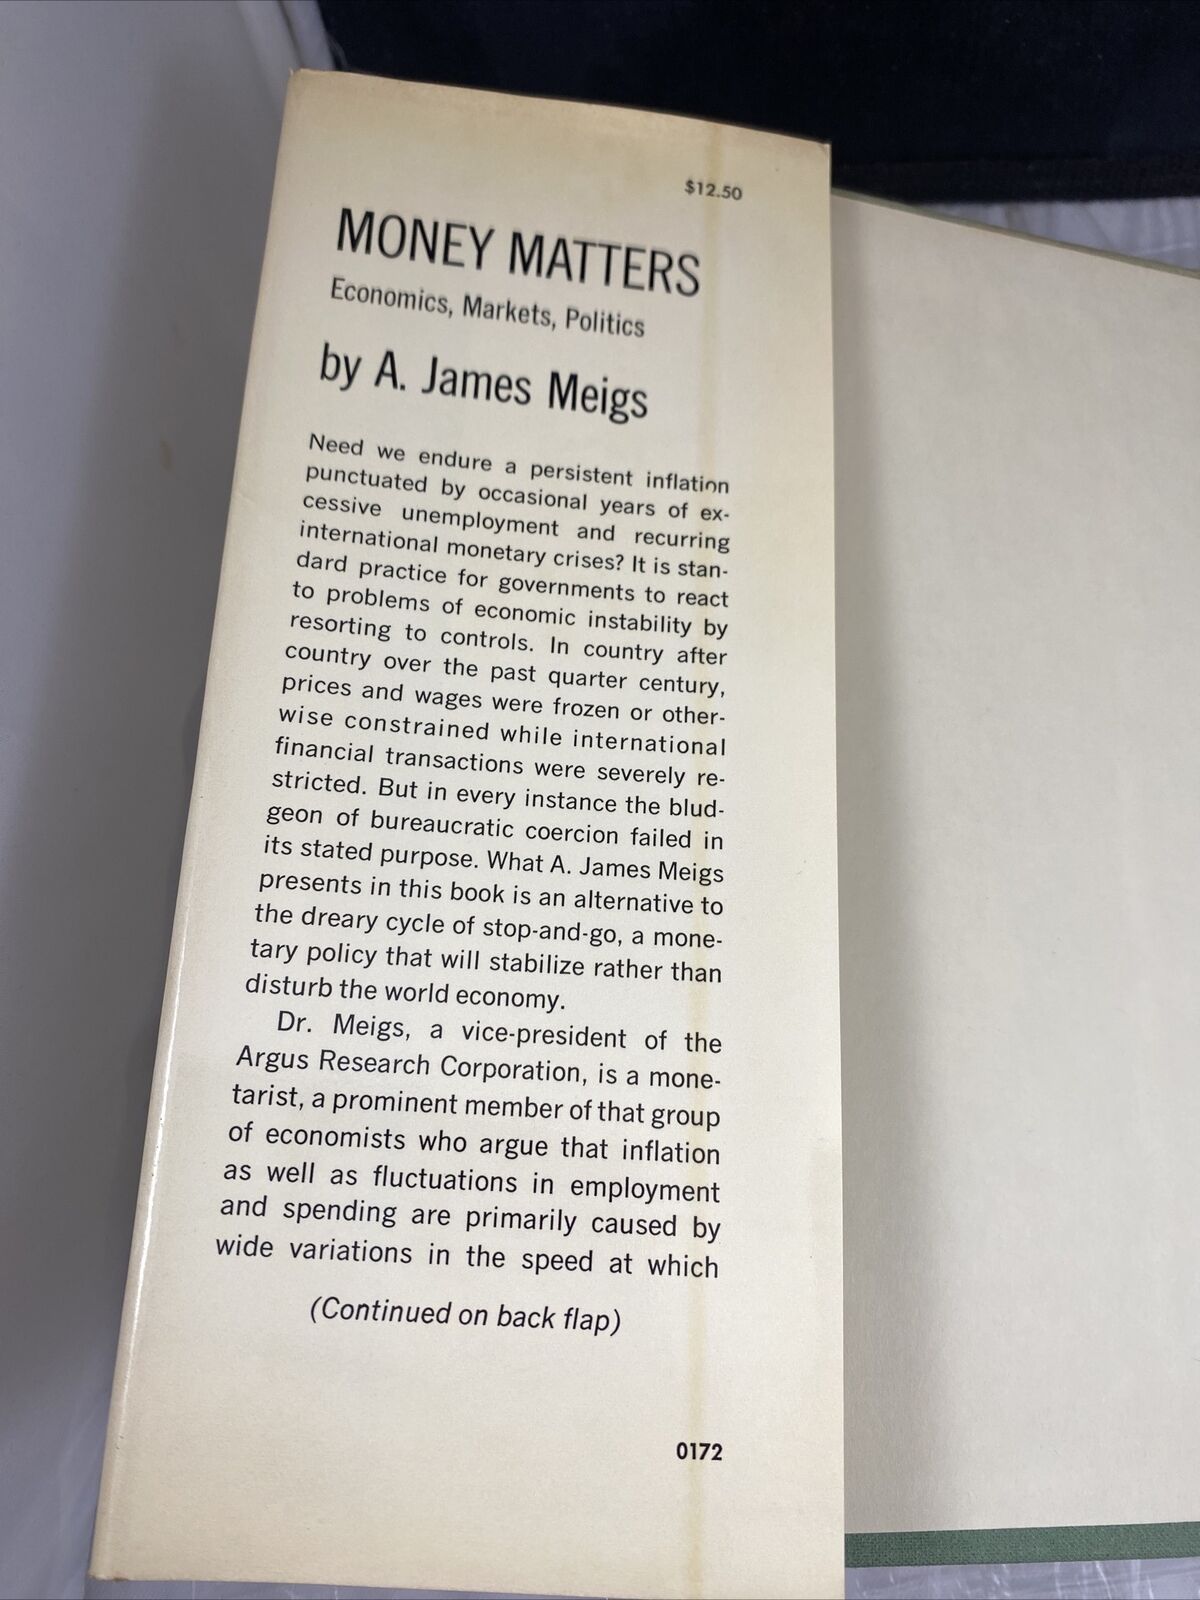 $12.50
MONEY MATTERS
Economics, Markets, Politics
by A. James Meigs
Need we endure a persistent inflation
punctuated by occasional years of ex-
cessive unemployment and recurring
international monetary crises? It is stan-
dard practice for governments to react
to problems of economic instability by
resorting to controls. In country after
country over the past quarter century,
prices and wages were frozen or other-
wise constrained while international
financial transactions were severely re-
stricted. But in every instance the blud-
geon of bureaucratic coercion failed in
its stated purpose. What A. James Meigs
presents in this book is an alternative to
the dreary cycle of stop-and-go, a mone-
tary policy that will stabilize rather than
disturb the world economy.
Dr. Meigs, a vice-president of the
Argus Research Corporation, is a mone-
tarist, a prominent member of that group
of economists who argue that inflation
as well as fluctuations in employment
and spending are primarily caused by
wide variations in the speed at which
(Continued on back flap)
0172